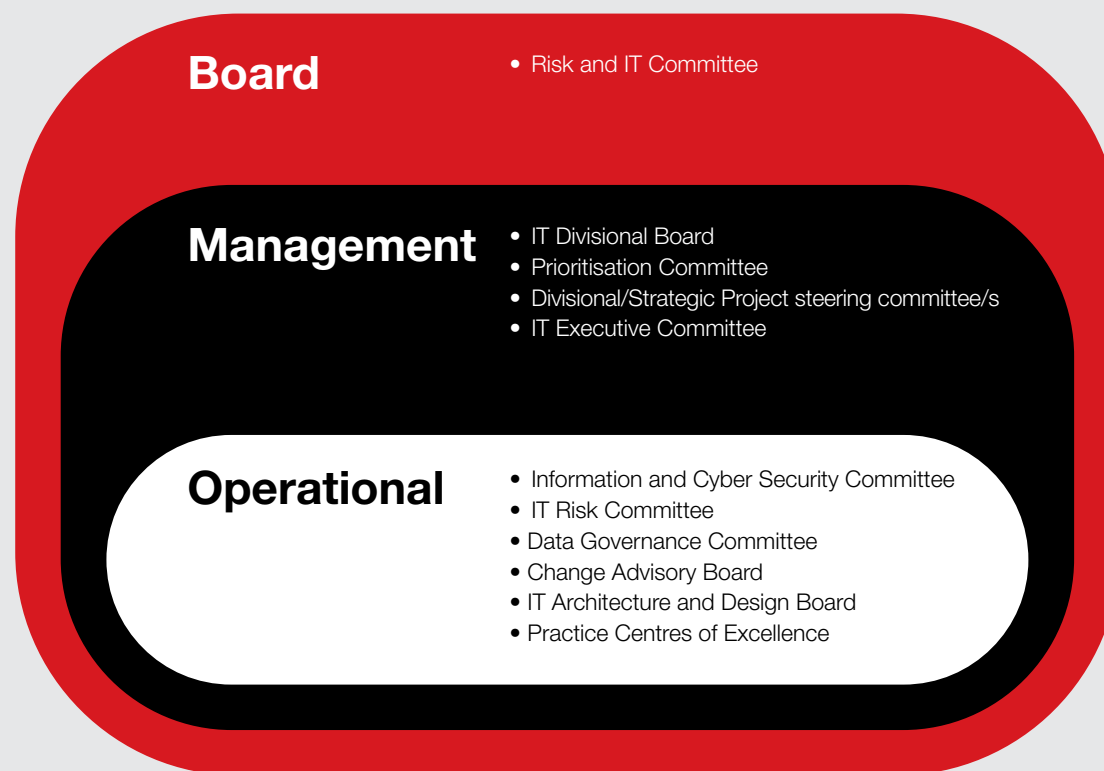 Board
• Risk and IT Committee
Management
• IT Divisional Board
• Prioritisation Committee
• Divisional/Strategic Project steering committee/s
• IT Executive Committee
Operational
• Information and Cyber Security Committee
• IT Risk Committee
• Data Governance Committee
• Change Advisory Board
• IT Architecture and Design Board
• Practice Centres of Excellence